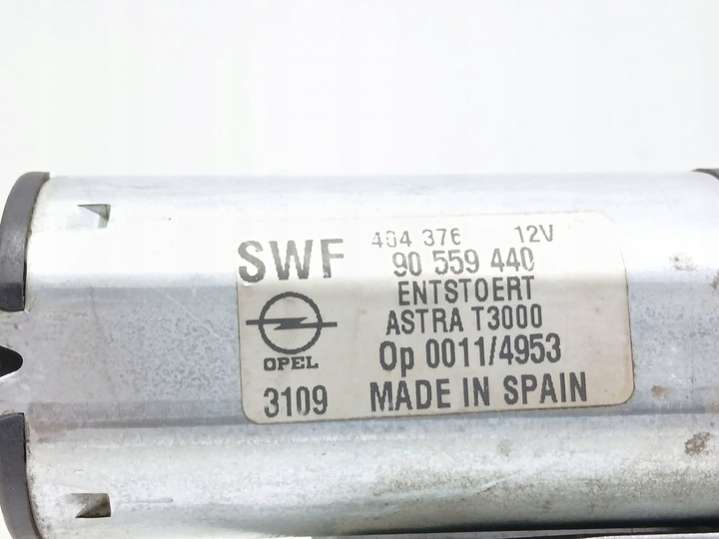 SWF 404 376 12V
90 559 440
ENTSTOERT
ASTRA T3000
OPEL Op 0011/4953
3109 MADE IN SPAIN